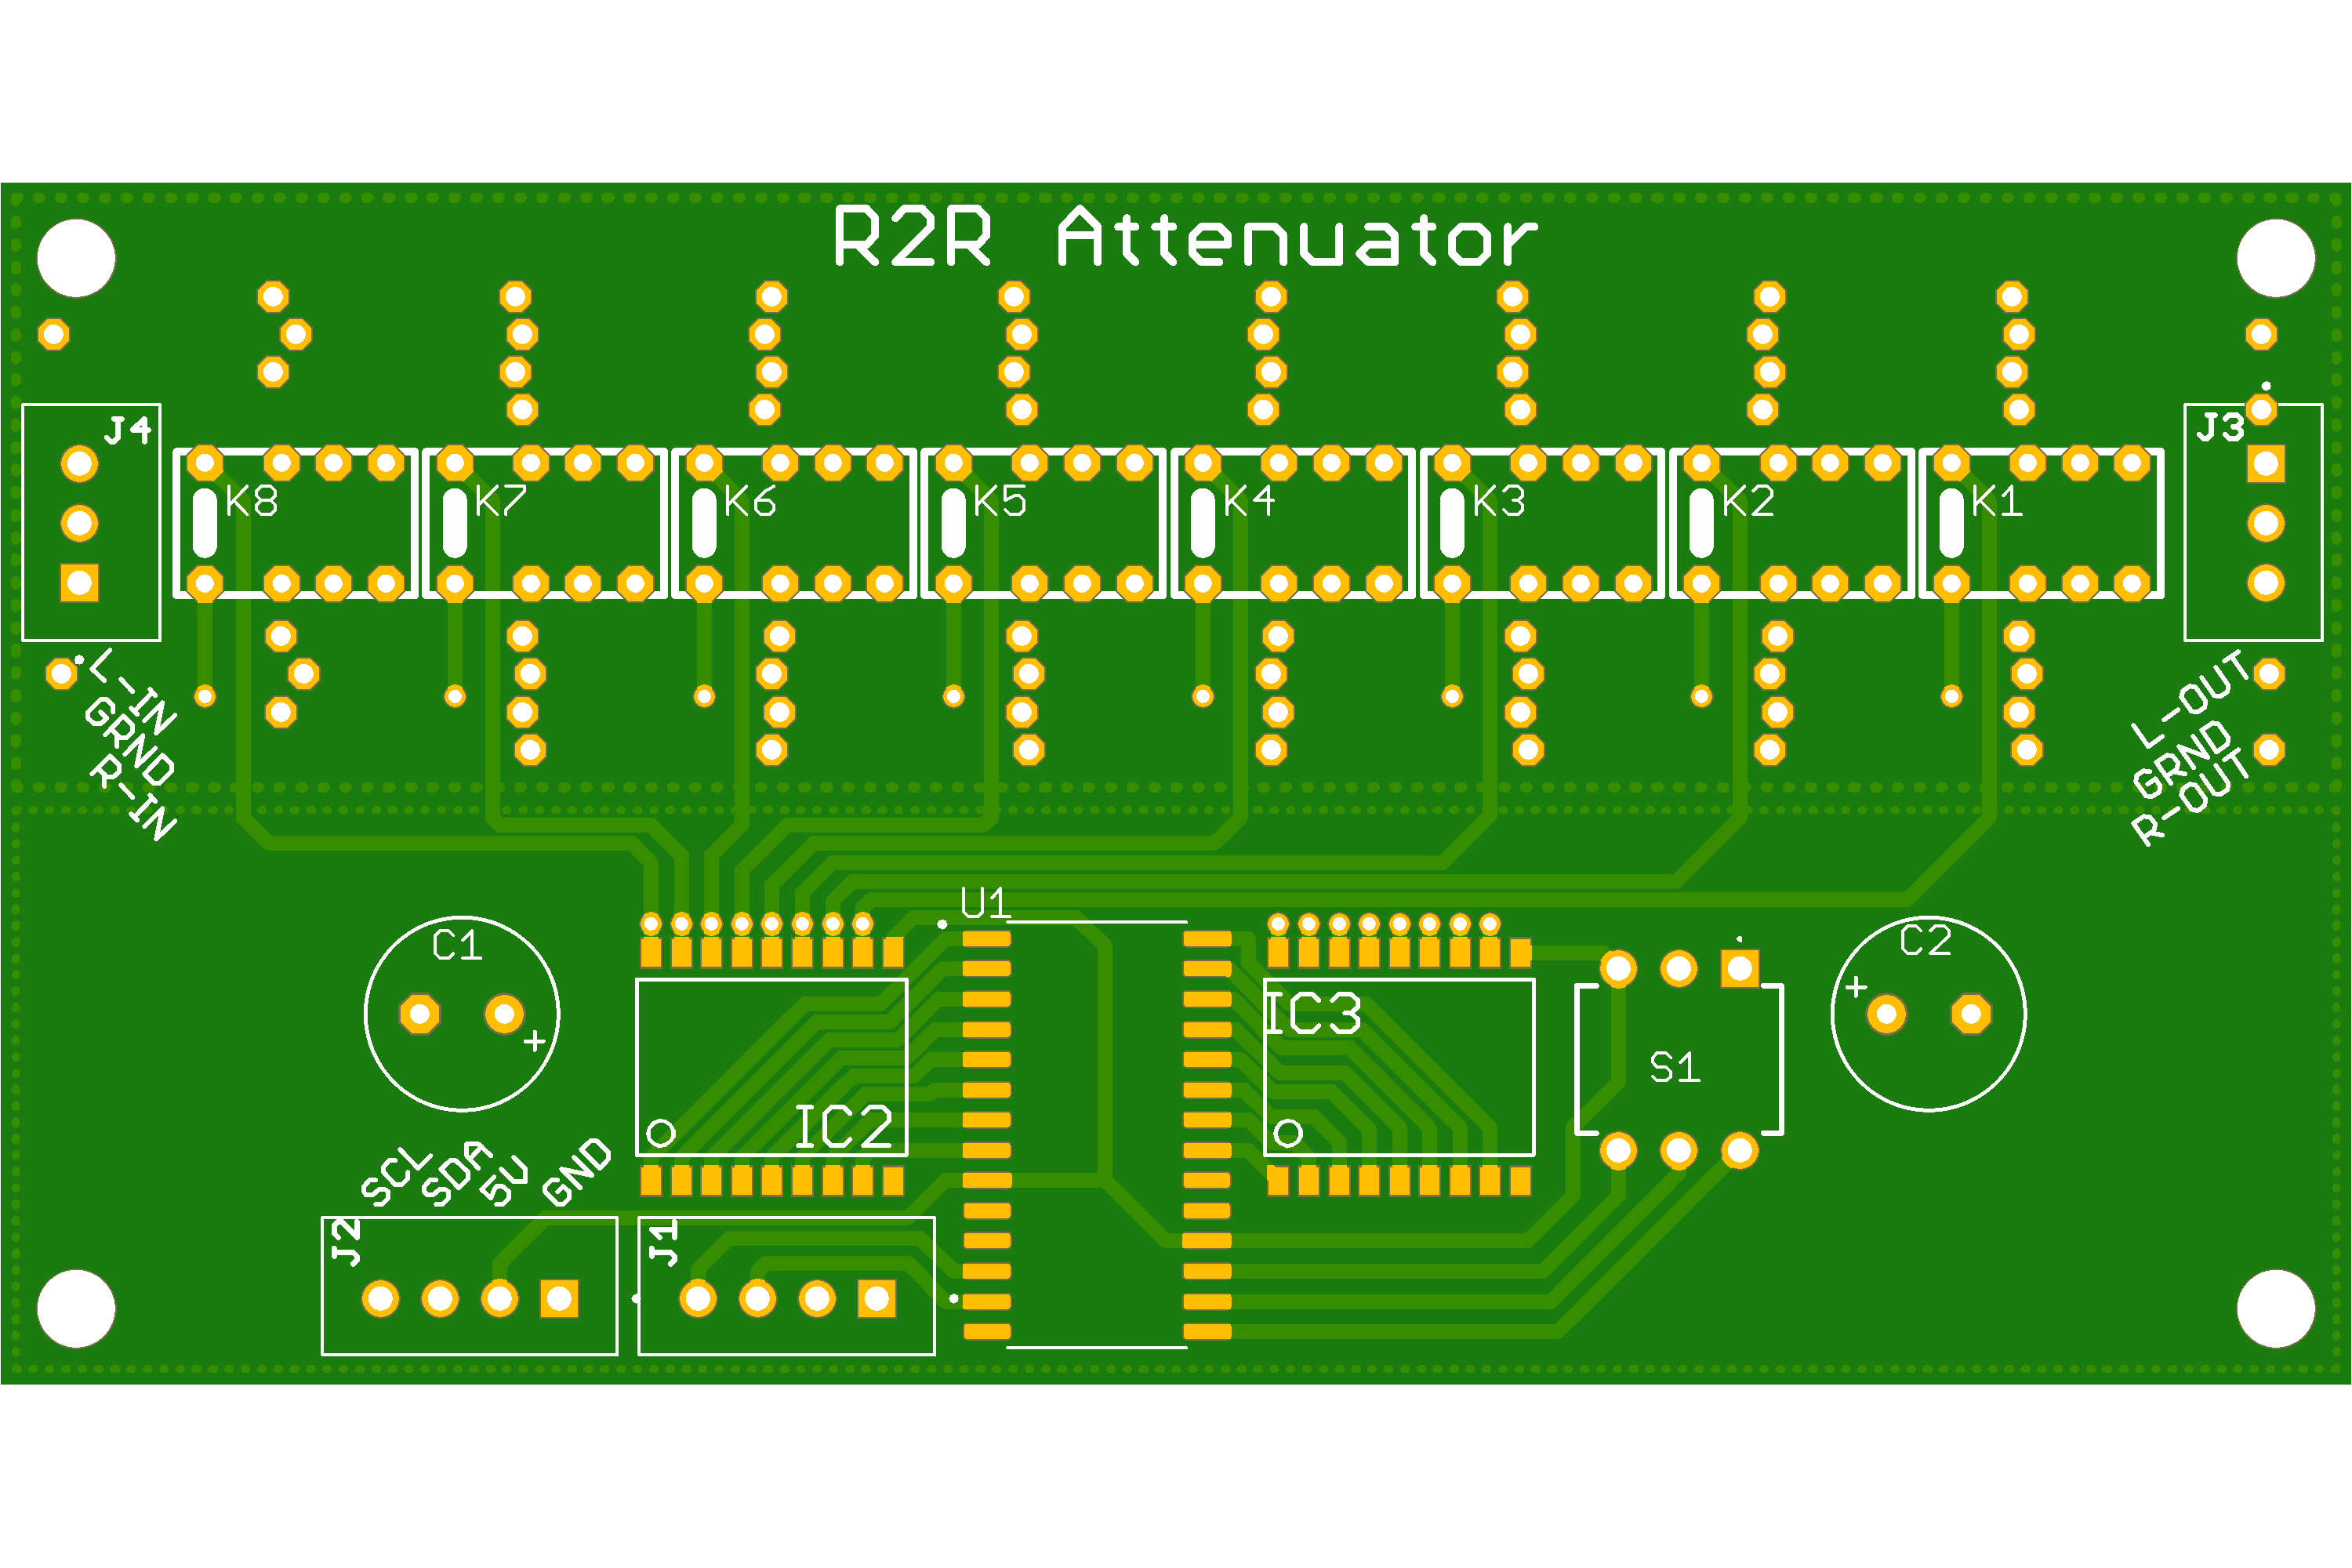 R2R Attenuator
J4
J3
K8 K7 K6 K5 K4 K3 K2 K1
L-IN
GRND
R-IN
L-OUT
GRND
R-OUT
U1
C1
C2
IC3
S1
IC2
SCL
SDA
5V
GND
J2
J1